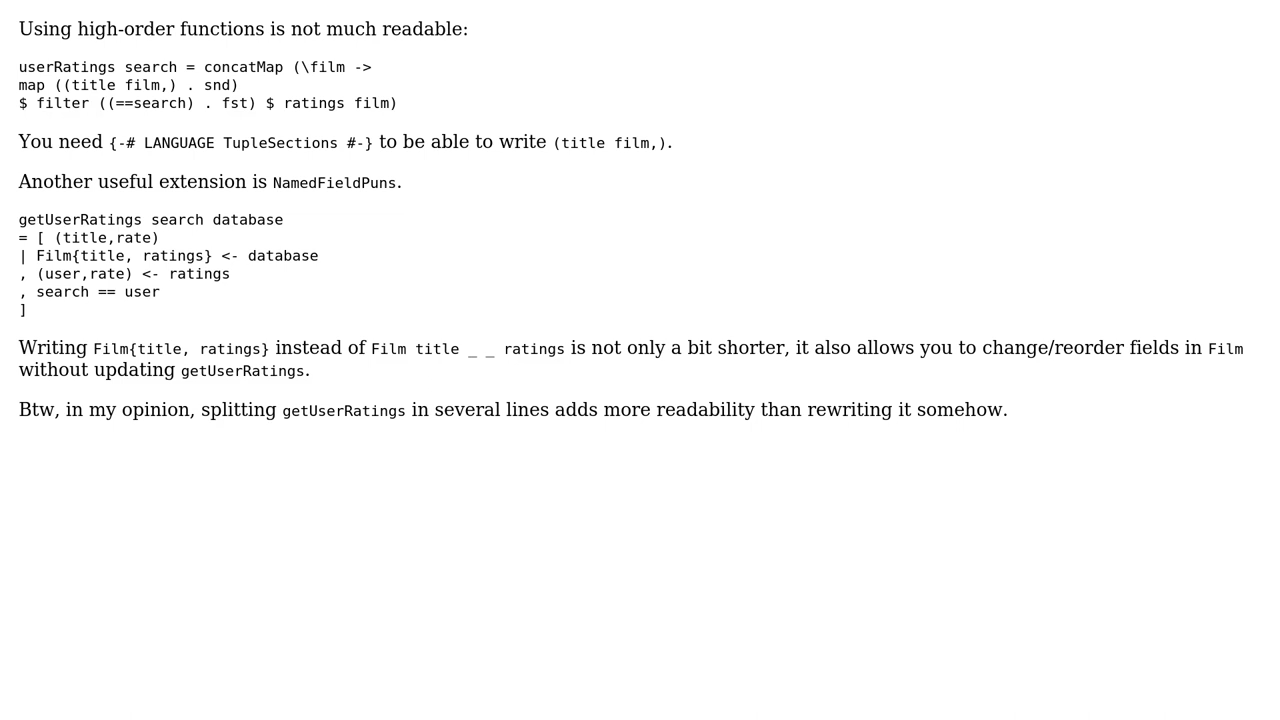 Using high-order functions is not much readable:
userRatings search = concatMap (\film ->
map ((title film,) . snd)
$ filter ((==search) . fst) $ ratings film)
You need {-# LANGUAGE TupleSections #-} to be able to write (title film,).
Another useful extension is NamedFieldPuns.
getUserRatings search database
= [ (title,rate)
| Film{title, ratings} <- database
, (user,rate) <- ratings
, search == user
]
Writing Film{title, ratings} instead of Film title _ _ ratings is not only a bit shorter, it also allows you to change/reorder fields in Film
without updating getUserRatings.
Btw, in my opinion, splitting getUserRatings in several lines adds more readability than rewriting it somehow.